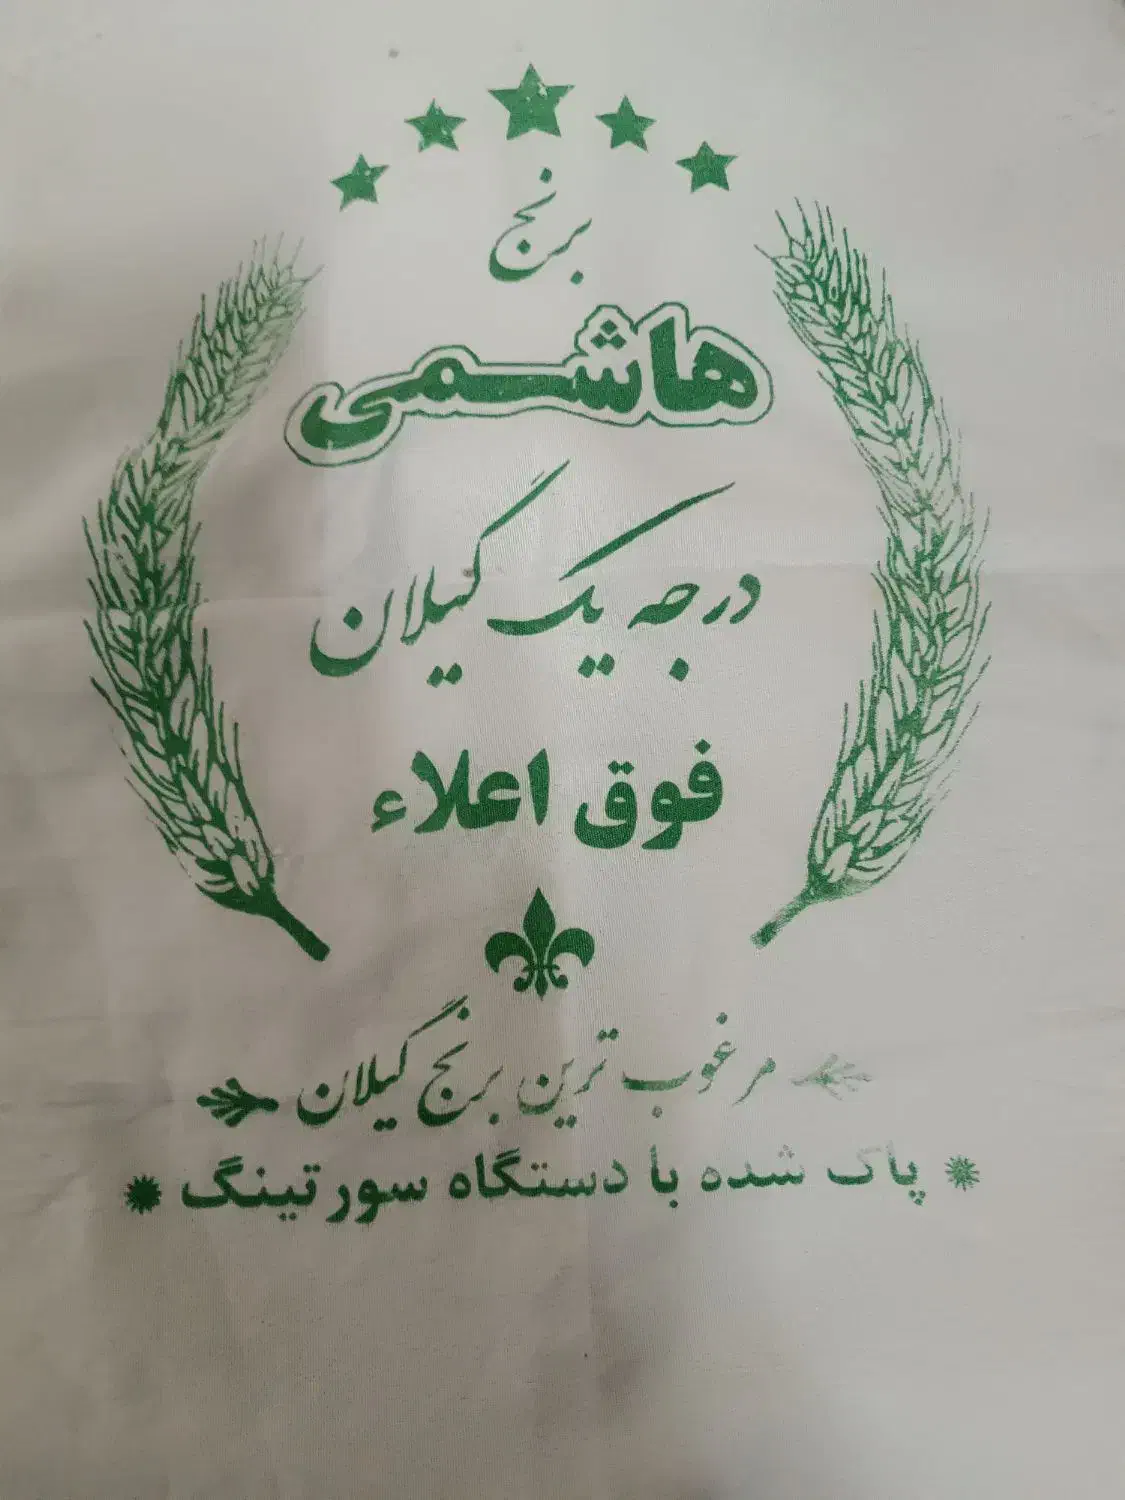 برنج
هاشمی
درجه یک گیلان
فوق اعلاء
مرغوب ترین برنج گیلان
پاک شده با دستگاه سورتینگ